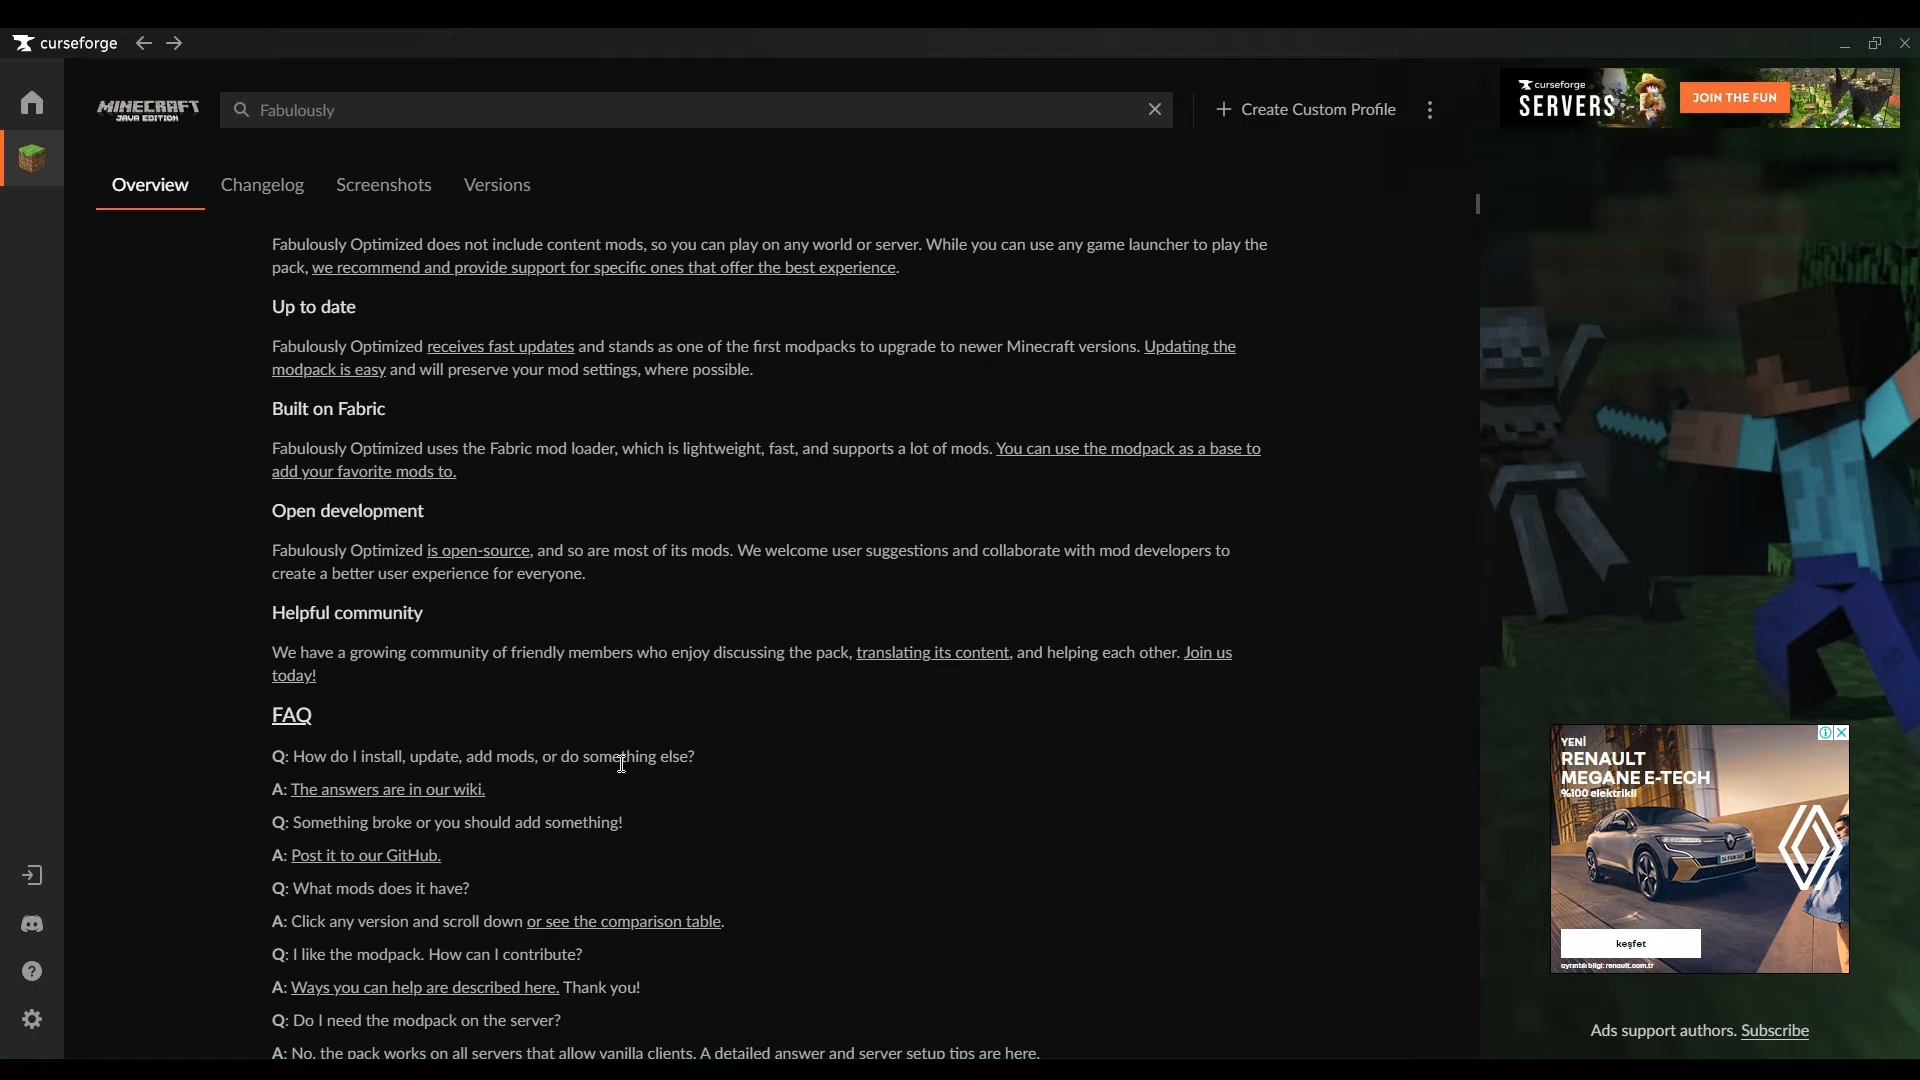 curseforge
MINECRAFT
JAVA EDITION
Fabulously
Create Custom Profile
curseforge
SERVERS
JOIN THE FUN
Overview
Changelog
Screenshots
Versions
Fabulously Optimized does not include content mods, so you can play on any world or server. While you can use any game launcher to play the
pack, we recommend and provide support for specific ones that offer the best experience.
Up to date
Fabulously Optimized receives fast updates and stands as one of the first modpacks to upgrade to newer Minecraft versions. Updating the
modpack is easy and will preserve your mod settings, where possible.
Built on Fabric
Fabulously Optimized uses the Fabric mod loader, which is lightweight, fast, and supports a lot of mods. You can use the modpack as a base to
add your favorite mods to.
Open development
Fabulously Optimized is open-source, and so are most of its mods. We welcome user suggestions and collaborate with mod developers to
create a better user experience for everyone.
Helpful community
We have a growing community of friendly members who enjoy discussing the pack, translating its content, and helping each other. Join us
today!
FAQ
Q: How do I install, update, add mods, or do something else?
A: The answers are in our wiki.
Q: Something broke or you should add something!
A: Post it to our GitHub.
Q: What mods does it have?
A: Click any version and scroll down or see the comparison table.
Q: I like the modpack. How can I contribute?
A: Ways you can help are described here. Thank you!
Q: Do I need the modpack on the server?
A: No, the pack works on all servers that allow vanilla clients. A detailed answer and server setup tips are here.
YENİ
RENAULT
MEGANE E-TECH
%100 elektrikli
keşfet
ayrıntılı bilgi: renault.com.tr
Ads support authors. Subscribe